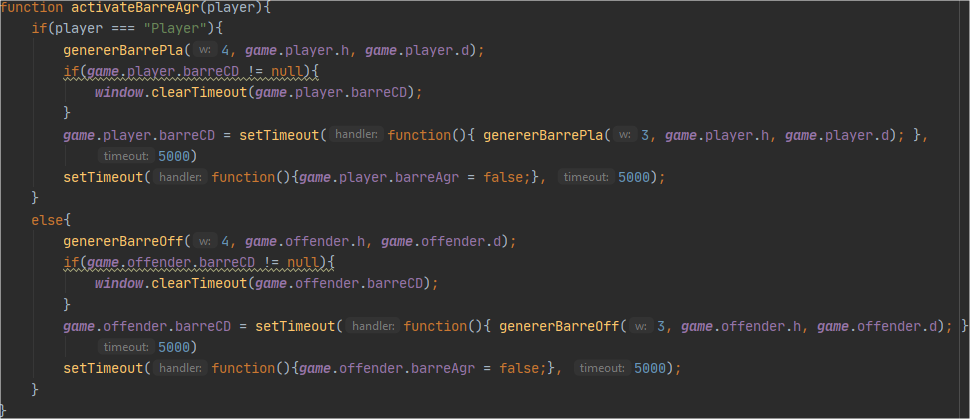 function activateBarreAgr(player){
if(player === "Player"){
genererBarrePla( w: 4, game.player.h, game.player.d);
if(game.player.barreCD != null){
window.clearTimeout(game.player.barreCD);
}
game.player.barreCD = setTimeout( handler: function(){ genererBarrePla( w: 3, game.player.h, game.player.d); },
timeout: 5000)
setTimeout( handler: function(){game.player.barreAgr = false;}, timeout: 5000);
}
else{
genererBarreOff( w: 4, game.offender.h, game.offender.d);
if(game.offender.barreCD != null){
window.clearTimeout(game.offender.barreCD);
}
game.offender.barreCD = setTimeout( handler: function(){ genererBarreOff( w: 3, game.offender.h, game.offender.d); }
timeout: 5000)
setTimeout( handler: function(){game.offender.barreAgr = false;}, timeout: 5000);
}
}